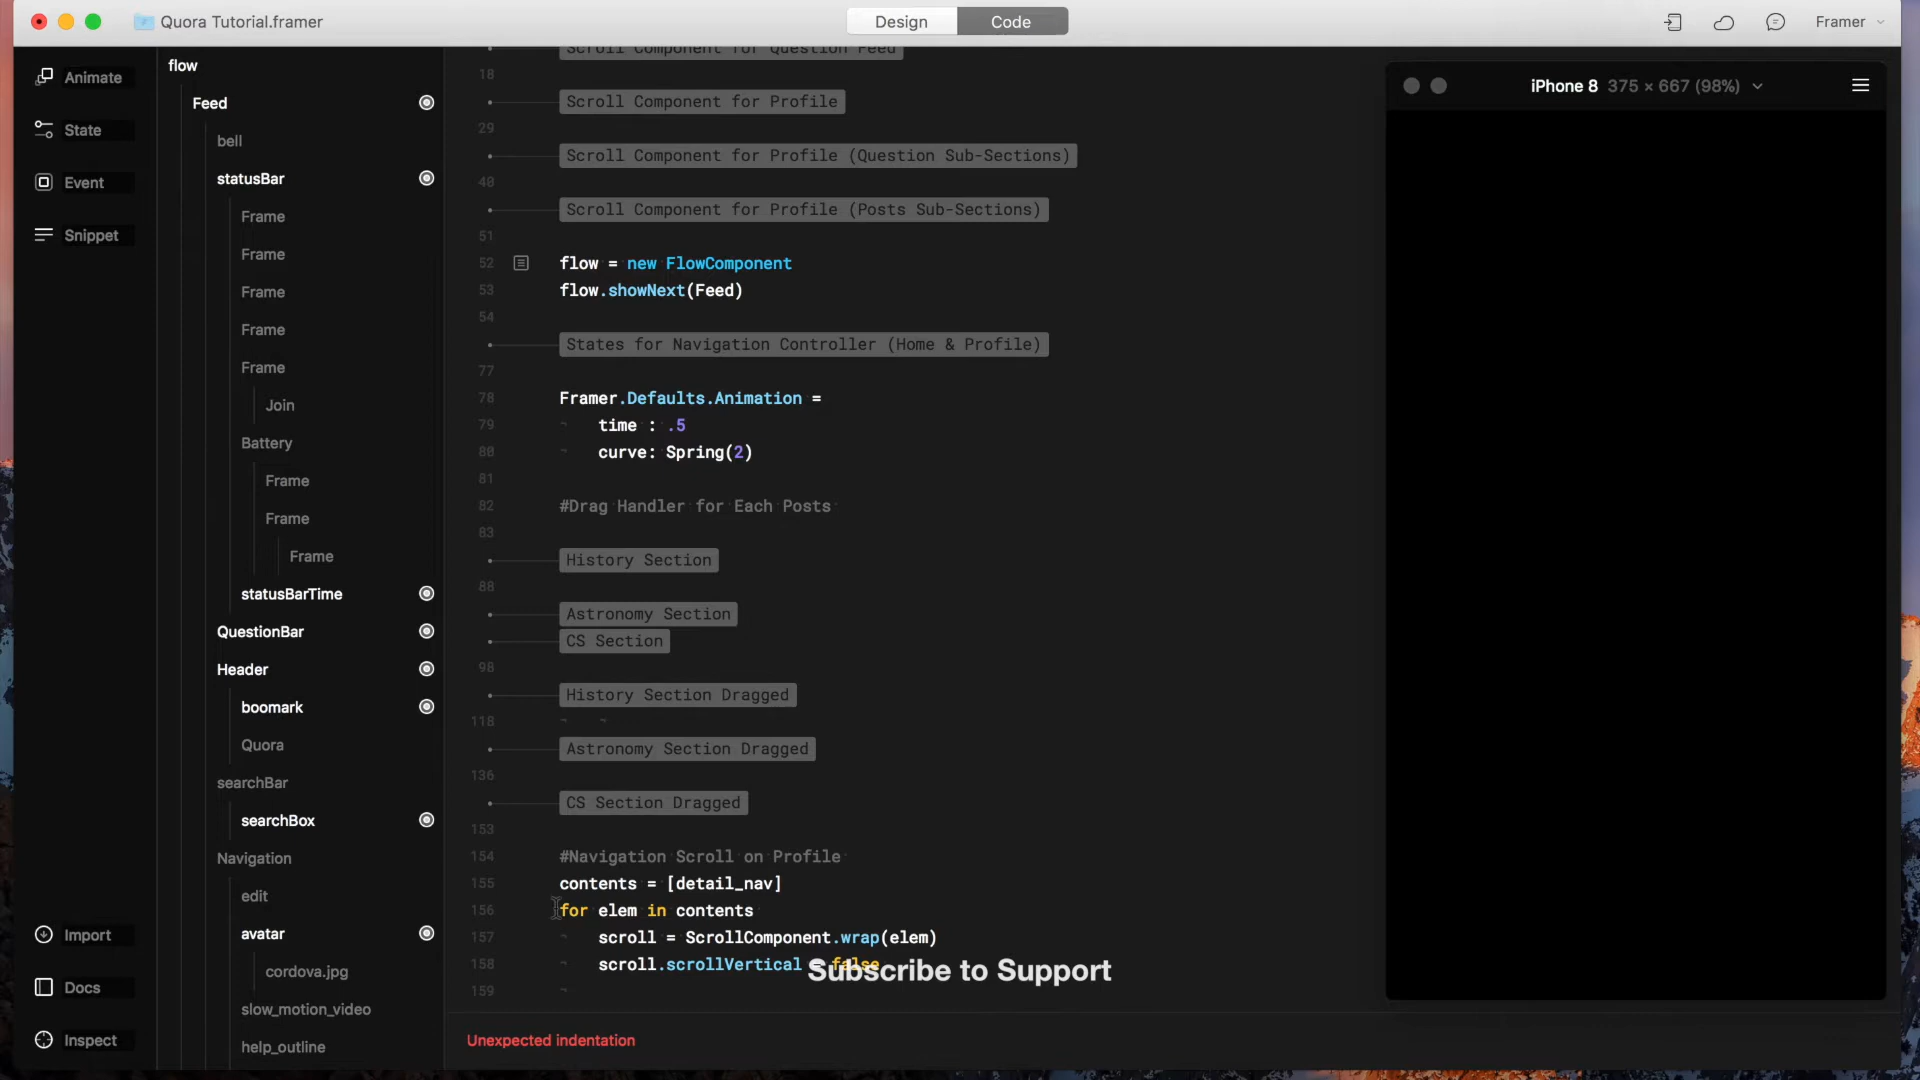 Quora Tutorial.framer
Design
Code
Framer
Animate
State
Event
Snippet
Import
Docs
Inspect
flow
Feed
bell
statusBar
Frame
Frame
Frame
Frame
Frame
Join
Battery
Frame
Frame
Frame
statusBarTime
QuestionBar
Header
boomark
Quora
searchBar
searchBox
Navigation
edit
avatar
cordova.jpg
slow_motion_video
help_outline
Scroll Component for Question Feed
18
Scroll Component for Profile
29
Scroll Component for Profile (Question Sub-Sections)
40
Scroll Component for Profile (Posts Sub-Sections)
51
52 flow = new FlowComponent
53 flow.showNext(Feed)
54
States for Navigation Controller (Home & Profile)
77
78 Framer.Defaults.Animation =
79 time : .5
80 curve: Spring(2)
81
82 #Drag Handler for Each Posts
83
History Section
88
Astronomy Section
CS Section
98
History Section Dragged
118
Astronomy Section Dragged
136
CS Section Dragged
153
154 #Navigation Scroll on Profile
155 contents = [detail_nav]
156 for elem in contents
157 scroll = ScrollComponent.wrap(elem)
158 scroll.scrollVertical = false
159
Subscribe to Support
Unexpected indentation
iPhone 8 375 × 667 (98%)